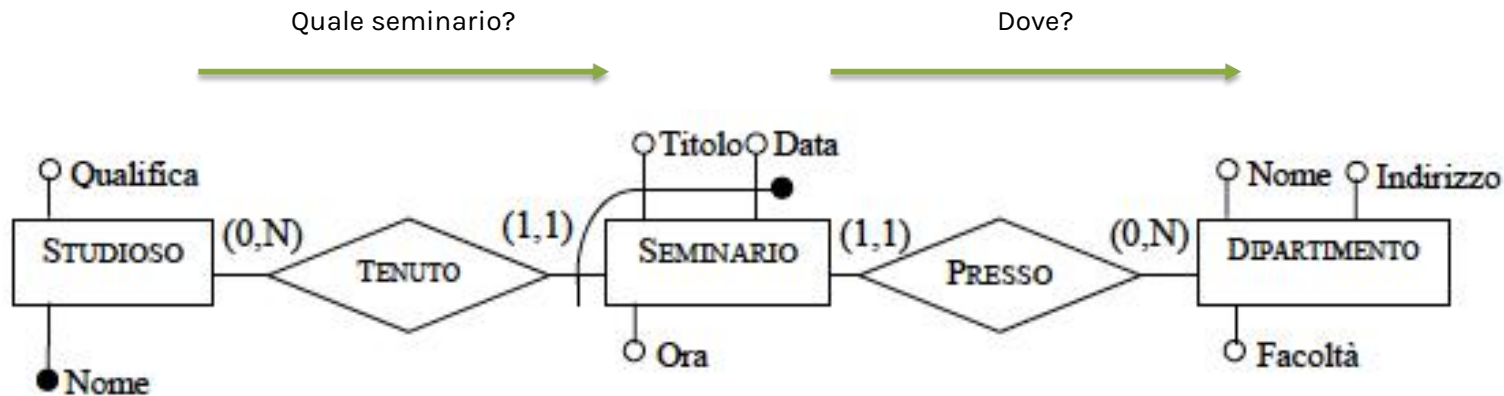 Quale seminario? Dove?
Titolo Data
Qualifica Nome Indirizzo
STUDIOSO (0,N) TENUTO (1,1) SEMINARIO (1,1) PRESSO (0,N) DIPARTIMENTO
Nome Ora Facoltà